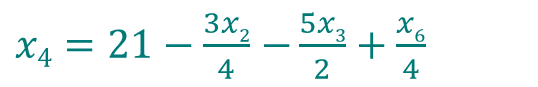 x₄ = 21 − 3x₂/4 − 5x₃/2 + x₆/4